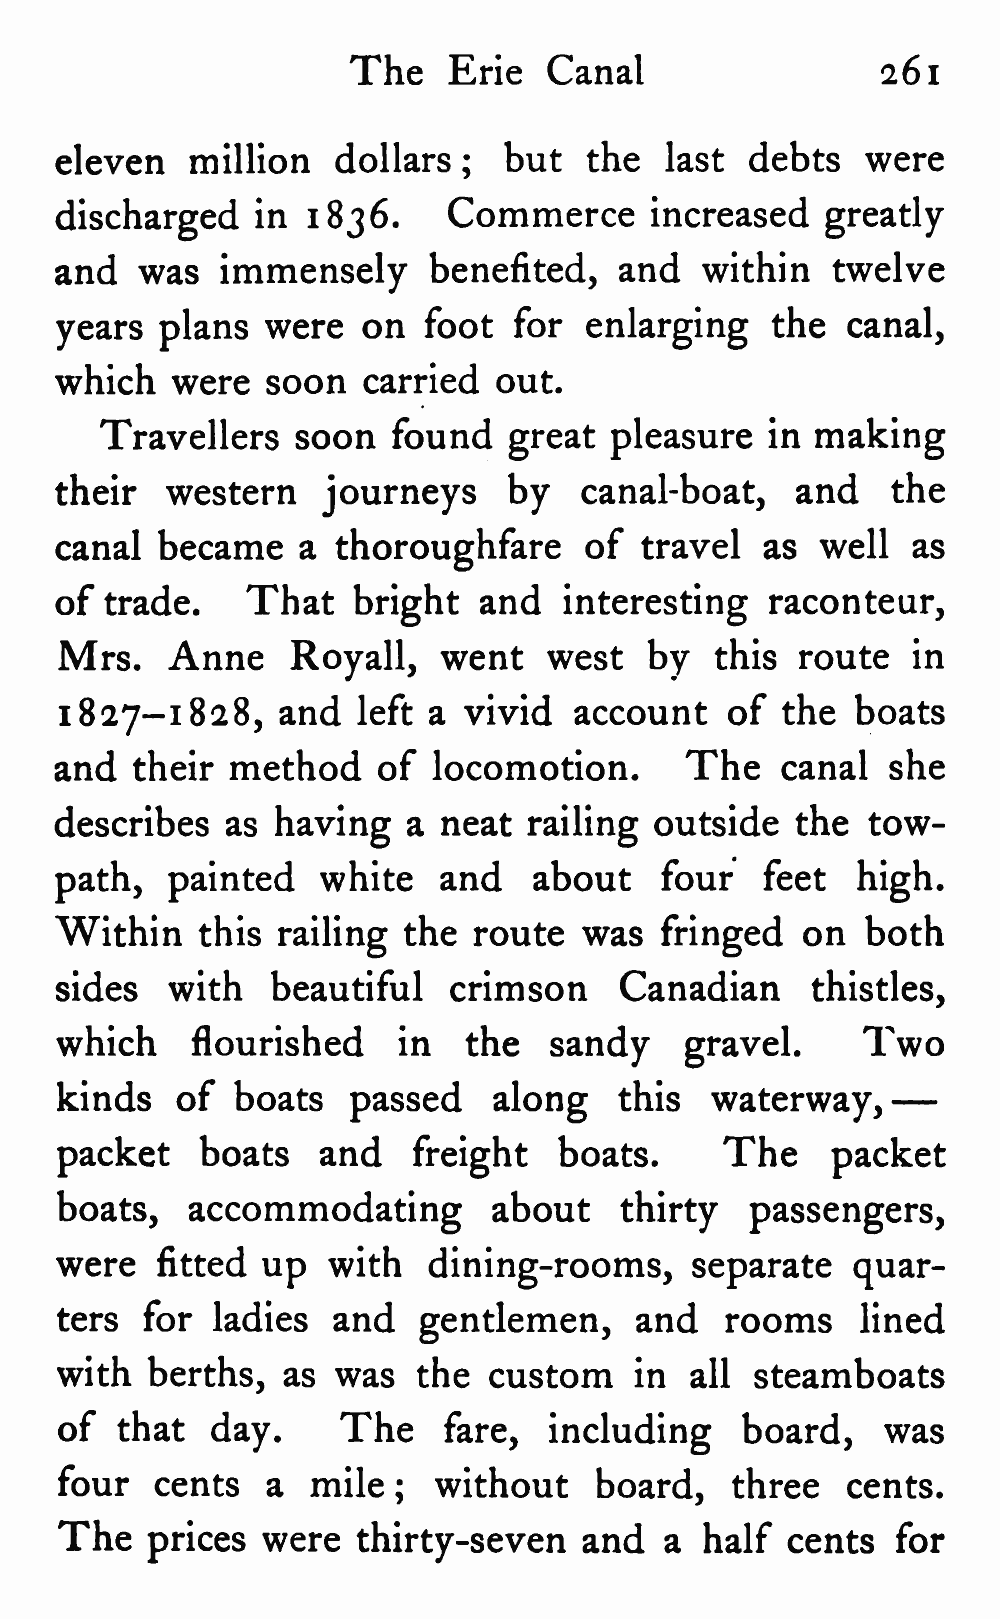 The Erie Canal 261
eleven million dollars; but the last debts were
discharged in 1836. Commerce increased greatly
and was immensely benefited, and within twelve
years plans were on foot for enlarging the canal,
which were soon carried out.
Travellers soon found great pleasure in making
their western journeys by canal-boat, and the
canal became a thoroughfare of travel as well as
of trade. That bright and interesting raconteur,
Mrs. Anne Royall, went west by this route in
1827–1828, and left a vivid account of the boats
and their method of locomotion. The canal she
describes as having a neat railing outside the tow-
path, painted white and about four feet high.
Within this railing the route was fringed on both
sides with beautiful crimson Canadian thistles,
which flourished in the sandy gravel. Two
kinds of boats passed along this waterway,—
packet boats and freight boats. The packet
boats, accommodating about thirty passengers,
were fitted up with dining-rooms, separate quar-
ters for ladies and gentlemen, and rooms lined
with berths, as was the custom in all steamboats
of that day. The fare, including board, was
four cents a mile; without board, three cents.
The prices were thirty-seven and a half cents for